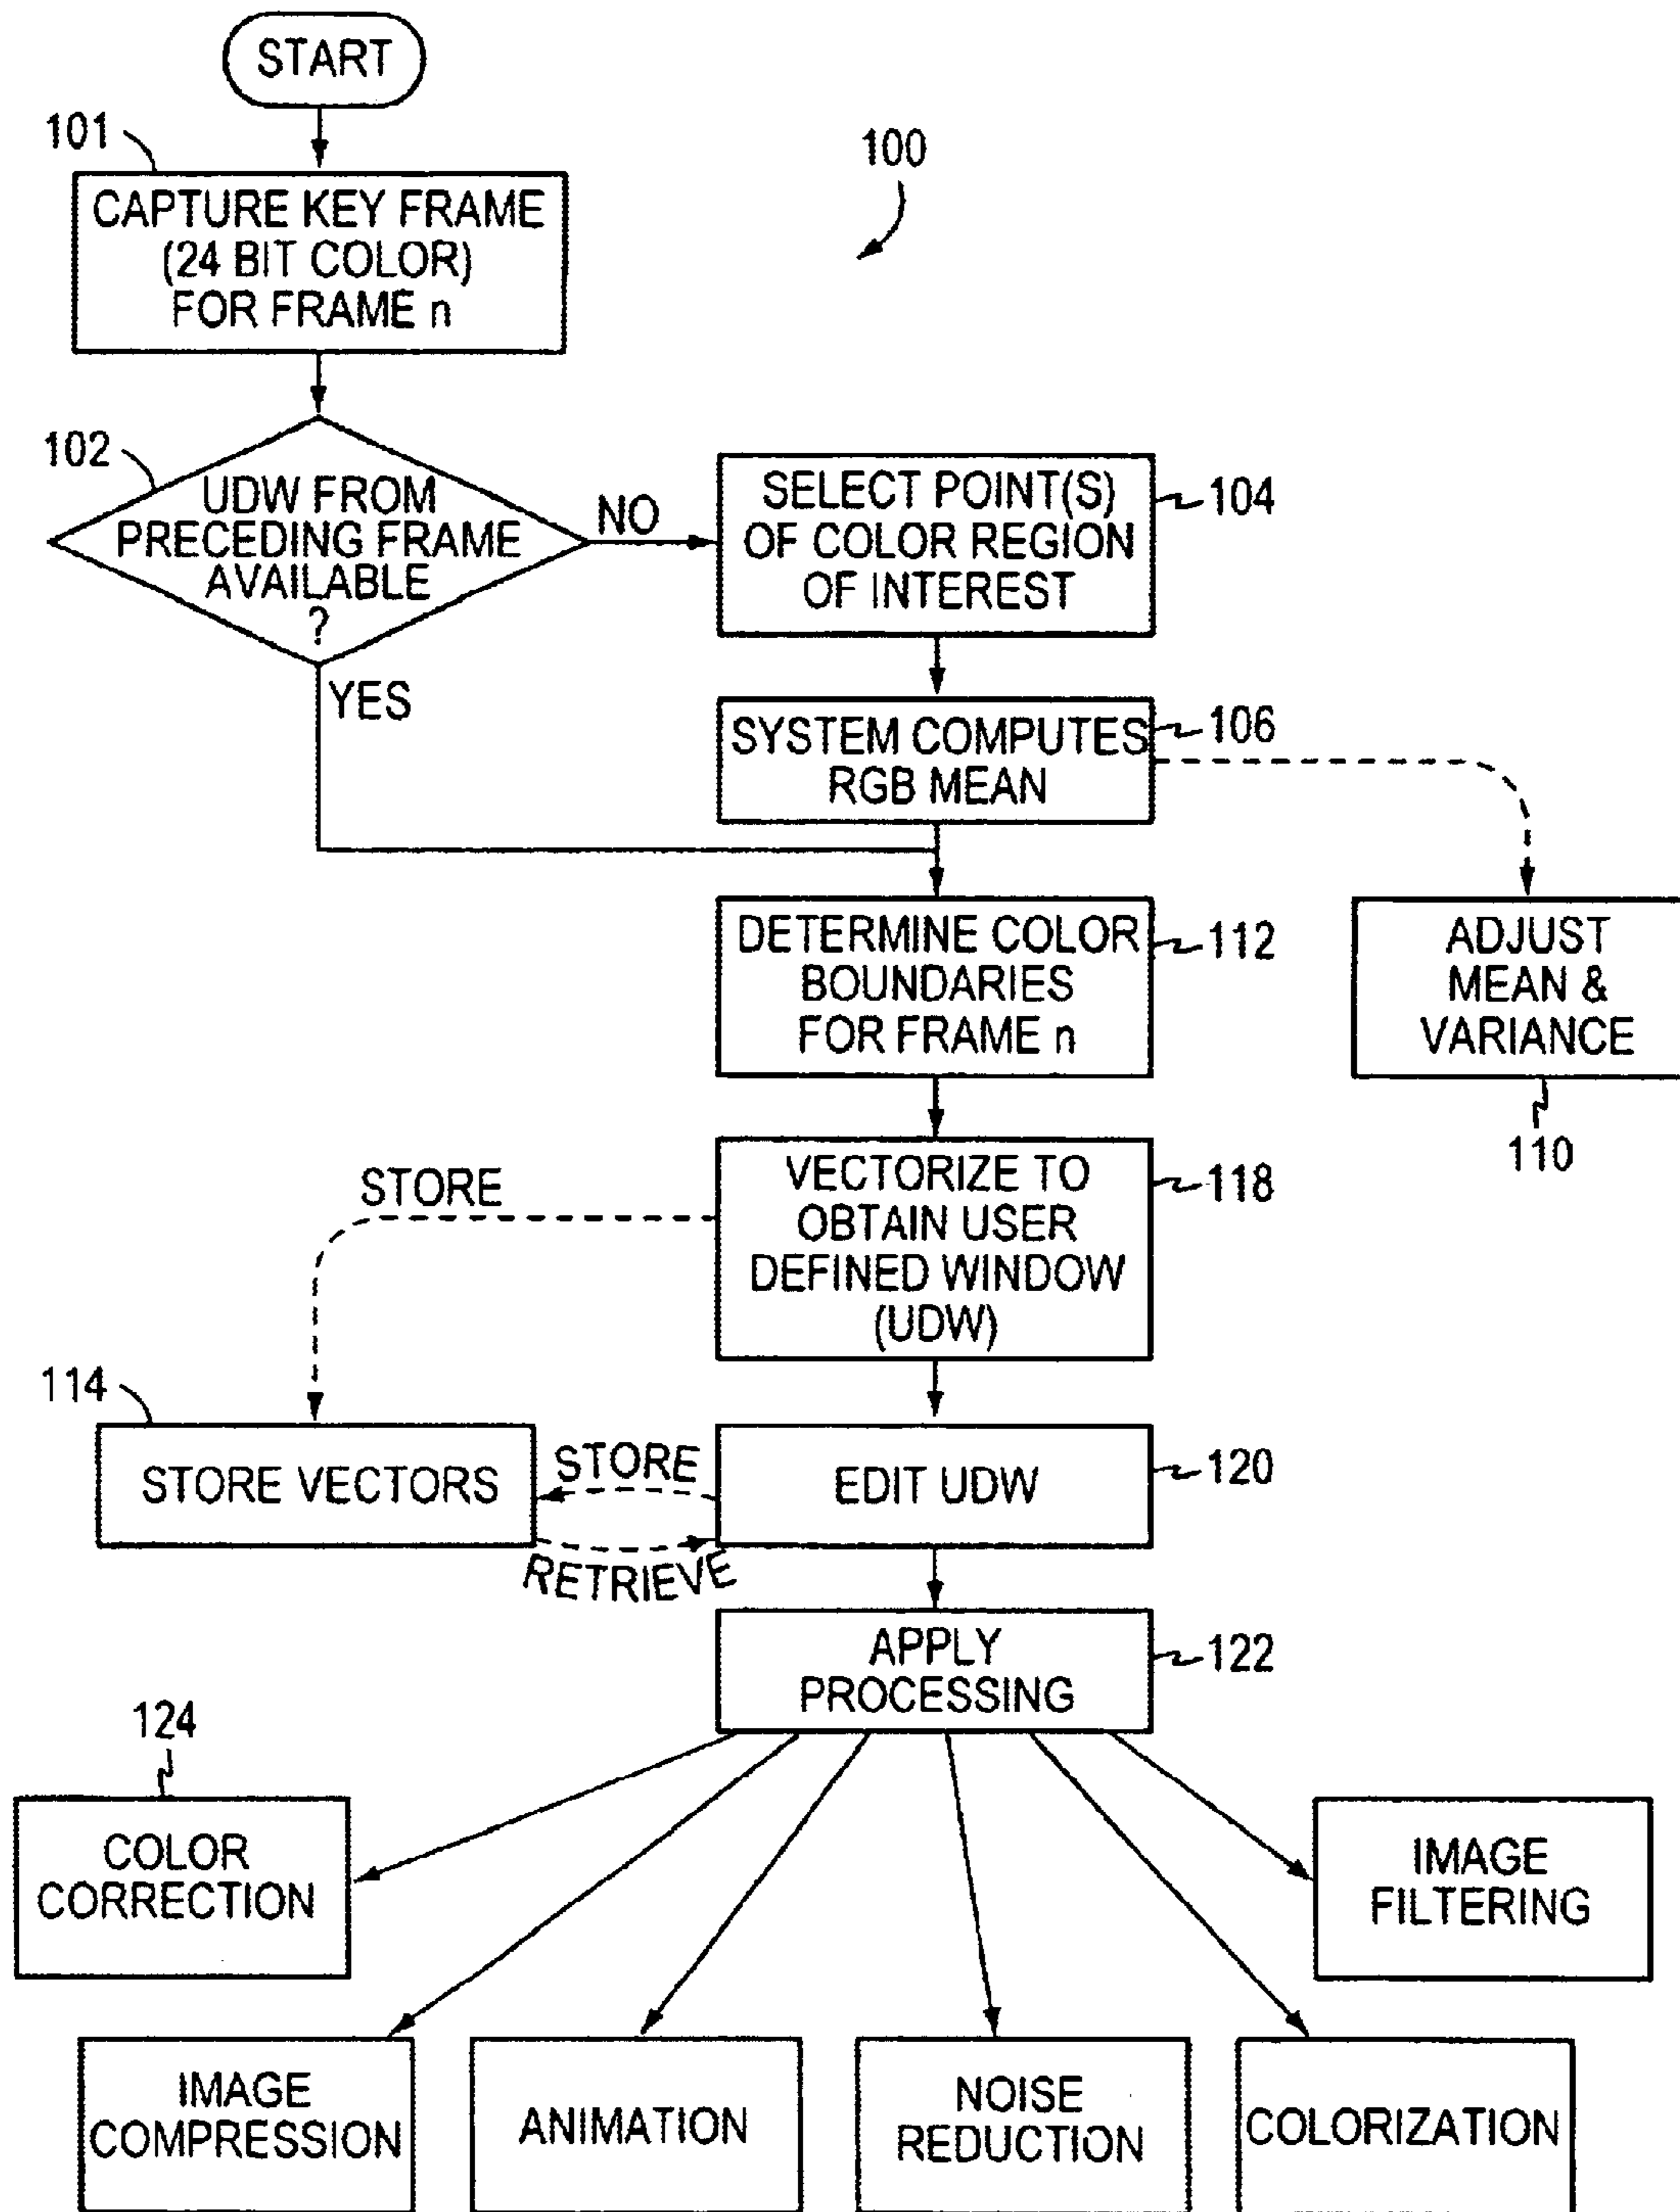 START
101
100
CAPTURE KEY FRAME
(24 BIT COLOR)
FOR FRAME n
102
UDW FROM
PRECEDING FRAME
AVAILABLE
?
NO
YES
SELECT POINT(S)
OF COLOR REGION
OF INTEREST
104
SYSTEM COMPUTES
RGB MEAN
106
DETERMINE COLOR
BOUNDARIES
FOR FRAME n
112
ADJUST
MEAN &
VARIANCE
110
VECTORIZE TO
OBTAIN USER
DEFINED WINDOW
(UDW)
118
STORE
114
STORE VECTORS
STORE
RETRIEVE
EDIT UDW
120
APPLY
PROCESSING
122
124
COLOR
CORRECTION
IMAGE
FILTERING
IMAGE
COMPRESSION
ANIMATION
NOISE
REDUCTION
COLORIZATION